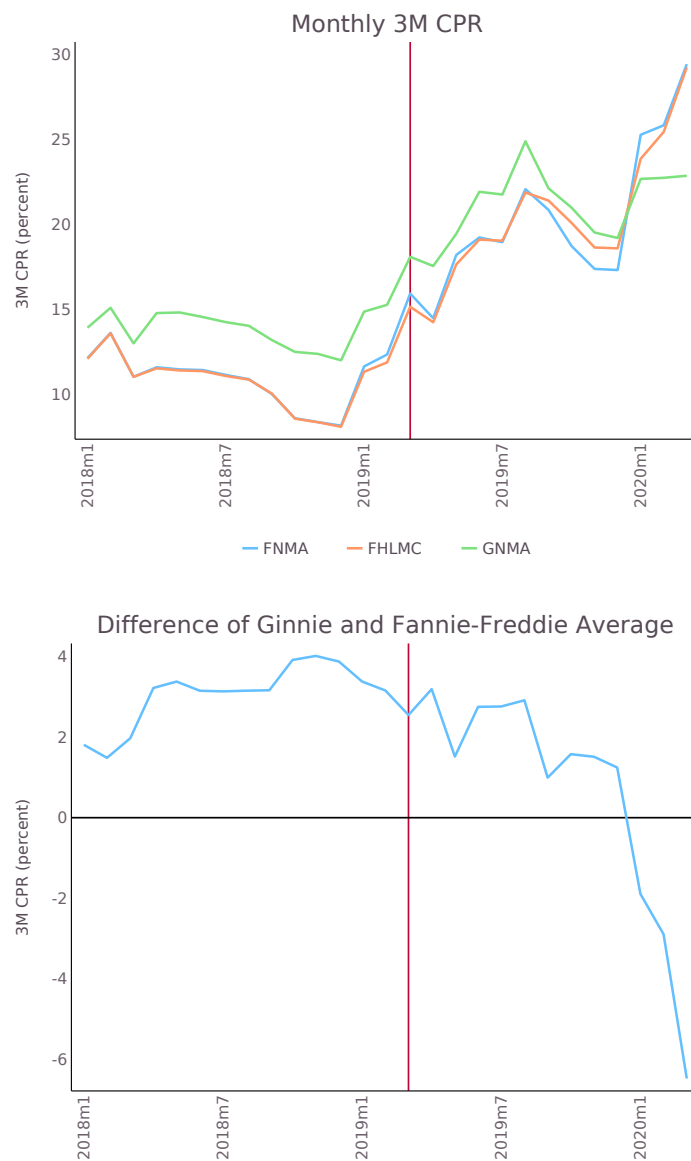 Monthly 3M CPR
30
25
20
15
10
3M CPR (percent)
2018m1
2018m7
2019m1
2019m7
2020m1
FNMA FHLMC GNMA
Difference of Ginnie and Fannie-Freddie Average
4
2
0
-2
-4
-6
3M CPR (percent)
2018m1
2018m7
2019m1
2019m7
2020m1